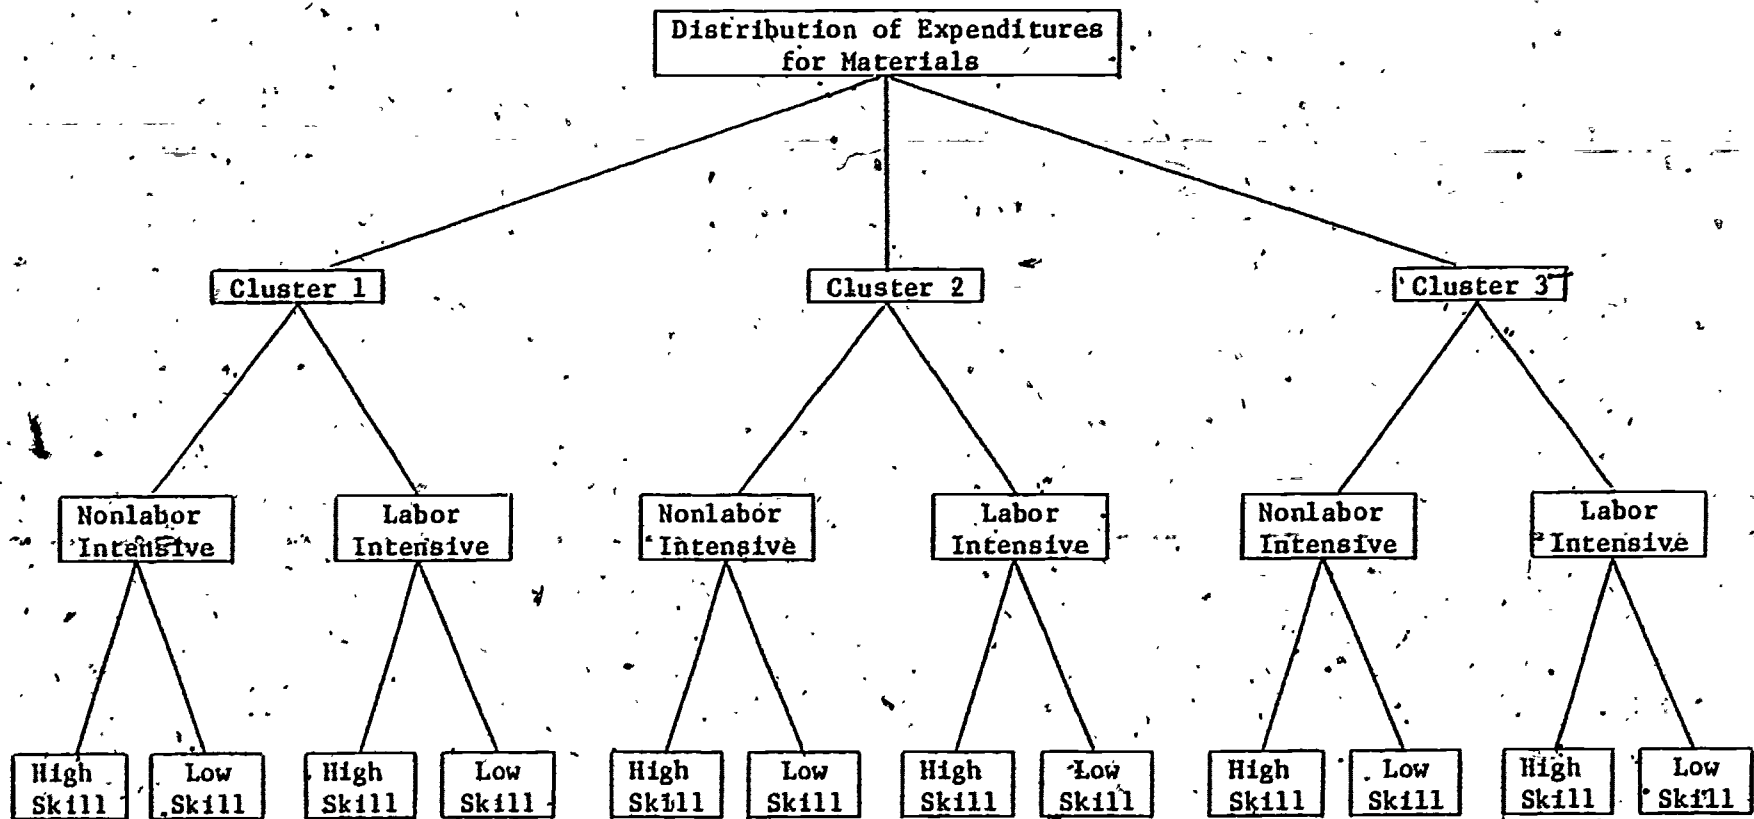 Distribution of Expenditures
for Materials
Cluster 1
Cluster 2
Cluster 3
Nonlabor
Intensive
Labor
Intensive
Nonlabor
Intensive
Labor
Intensive
Nonlabor
Intensive
Labor
Intensive
High
Skill
Low
Skill
High
Skill
Low
Skill
High
Skill
Low
Skill
High
Skill
Low
Skill
High
Skill
Low
Skill
High
Skill
Low
Skill